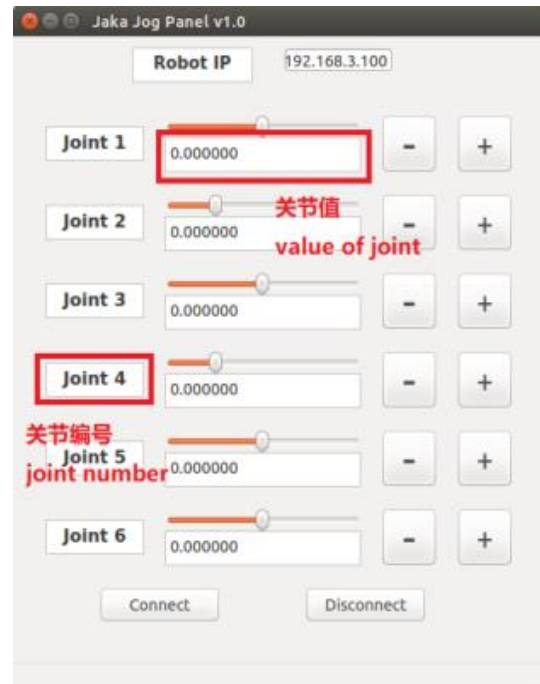 Jaka Jog Panel v1.0
Robot IP
192.168.3.100
Joint 1
0.000000
-
+
关节值
value of joint
Joint 2
0.000000
-
+
Joint 3
0.000000
-
+
Joint 4
0.000000
-
+
关节编号
joint number
Joint 5
0.000000
-
+
Joint 6
0.000000
-
+
Connect
Disconnect